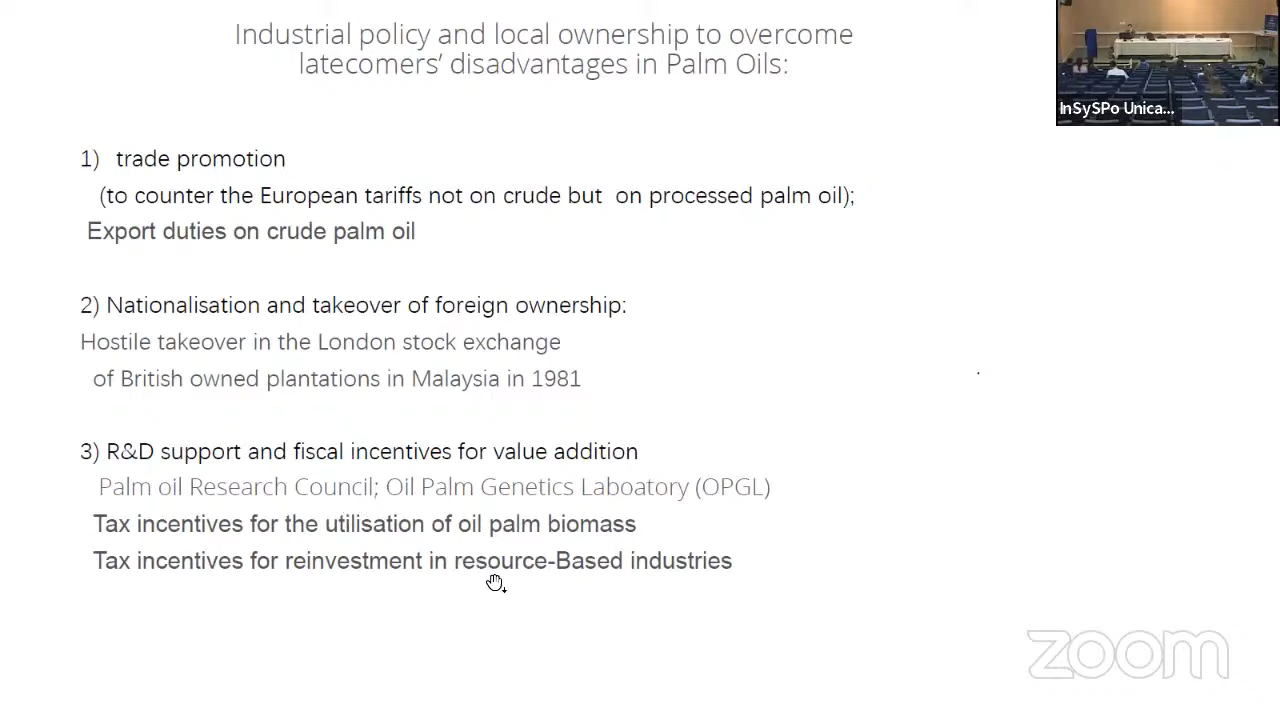 Industrial policy and local ownership to overcome
latecomers’ disadvantages in Palm Oils:
InSySPo Unica...
1) trade promotion
(to counter the European tariffs not on crude but on processed palm oil);
Export duties on crude palm oil
2) Nationalisation and takeover of foreign ownership:
Hostile takeover in the London stock exchange
of British owned plantations in Malaysia in 1981
3) R&D support and fiscal incentives for value addition
Palm oil Research Council; Oil Palm Genetics Laboatory (OPGL)
Tax incentives for the utilisation of oil palm biomass
Tax incentives for reinvestment in resource-Based industries
zoom